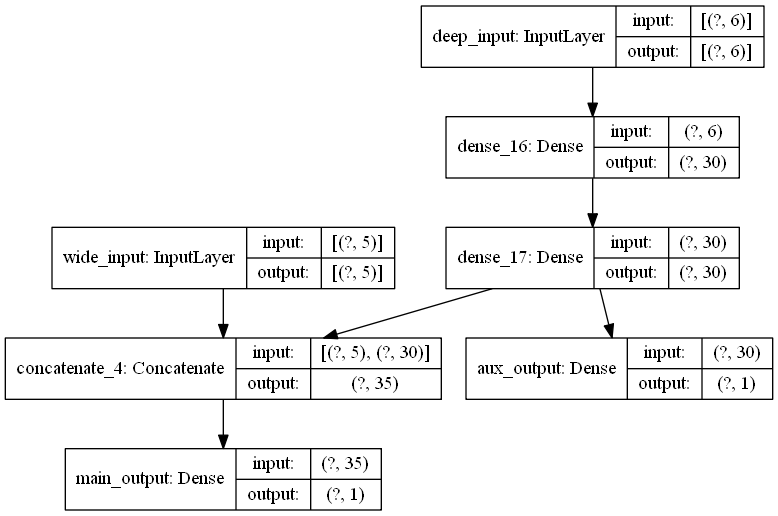 deep_input: InputLayer
input:
[(?, 6)]
output:
[(?, 6)]
dense_16: Dense
input:
(?, 6)
output:
(?, 30)
wide_input: InputLayer
input:
[(?, 5)]
output:
[(?, 5)]
dense_17: Dense
input:
(?, 30)
output:
(?, 30)
concatenate_4: Concatenate
input:
[(?, 5), (?, 30)]
output:
(?, 35)
aux_output: Dense
input:
(?, 30)
output:
(?, 1)
main_output: Dense
input:
(?, 35)
output:
(?, 1)